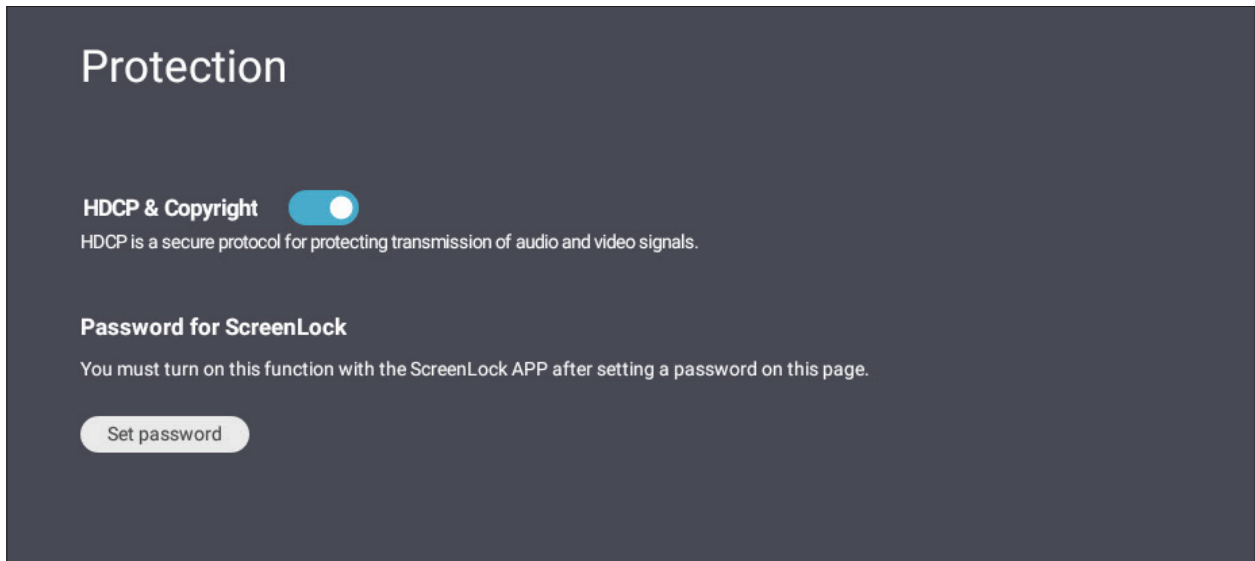 Protection
HDCP & Copyright
HDCP is a secure protocol for protecting transmission of audio and video signals.
Password for ScreenLock
You must turn on this function with the ScreenLock APP after setting a password on this page.
Set password